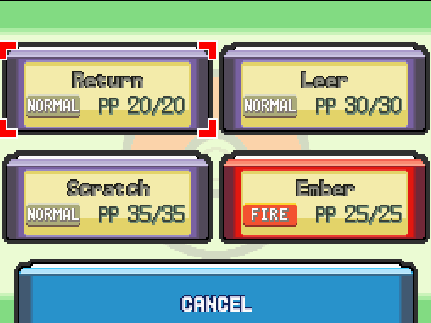 Return
NORMAL PP 20/20
Leer
NORMAL PP 30/30
Scratch
NORMAL PP 35/35
Ember
FIRE PP 25/25
CANCEL